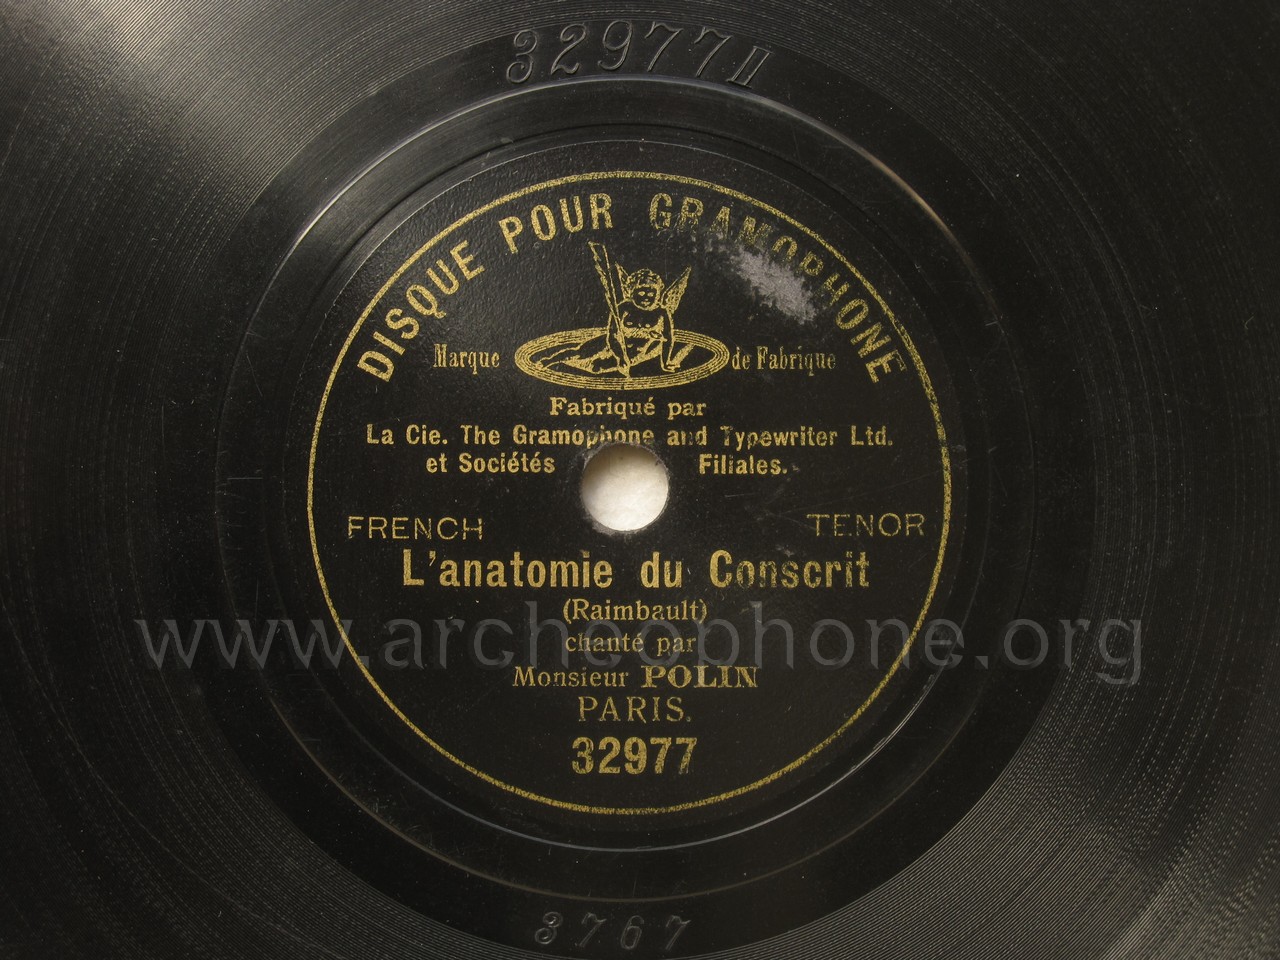 32977II
DISQUE POUR GRAMOPHONE
Marque de Fabrique
Fabriqué par
La Cie. The Gramophone and Typewriter Ltd.
et Sociétés Filiales.
FRENCH TENOR
L'anatomie du Conscrit
(Raimbault)
www.archeophone.org
chanté par
Monsieur POLIN
PARIS.
32977
3767